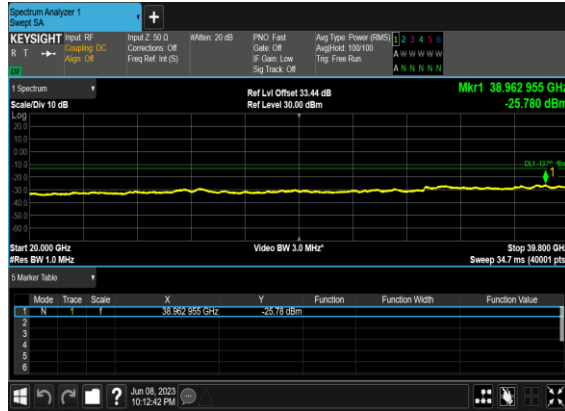 Spectrum Analyzer 1
Swept SA
+
KEYSIGHT Input: RF Input Z: 50 Ω #Atten: 20 dB PNO: Fast Avg Type: Power (RMS) 1 2 3 4 5 6
R T Coupling: DC Corrections: Off Gate: Off Avg|Hold: 100/100 A W W W W W
Align: Off Freq Ref: Int (S) IF Gain: Low Trig: Free Run
Sig Track: Off A N N N N N
1 Spectrum
Ref Lvl Offset 33.44 dB Mkr1 38.962 955 GHz
Scale/Div 10 dB Ref Level 30.00 dBm -25.780 dBm
Log
20.0
10.0
0.00
-10.0 DL1 -13.00 dBm
-20.0 1
-30.0
-40.0
-50.0
-60.0
Start 20.000 GHz Video BW 3.0 MHz* Stop 39.800 GHz
#Res BW 1.0 MHz Sweep 34.7 ms (40001 pts)
5 Marker Table
Mode Trace Scale X Y Function Function Width Function Value
1 N 1 f 38.962 955 GHz -25.78 dBm
2
3
4
5
6
? Jun 08, 2023
10:12:42 PM